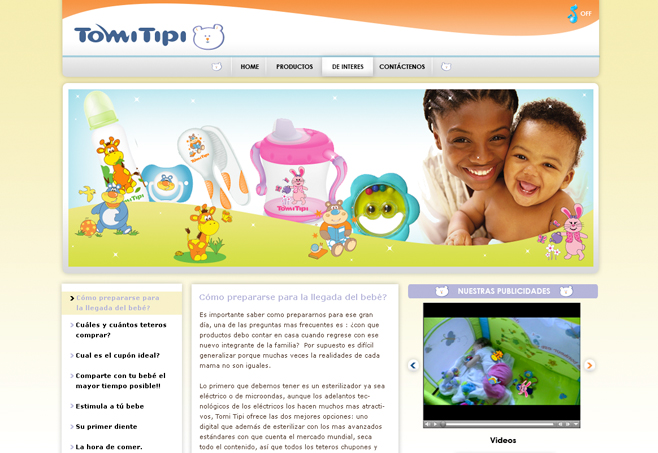 TOMITIPI
OFF
HOME
PRODUCTOS
DE INTERES
CONTÁCTENOS
TOMITIPI
TOMITIPI
TOMITIPI
Cómo prepararse para
la llegada del bebé?
Cuáles y cuántos teteros
comprar?
Cual es el cupón ideal?
Comparte con tu bebé el
mayor tiempo posible!!
Estimula a tú bebe
Su primer diente
La hora de comer.
Cómo prepararse para la llegada del bebé?
Es importante saber como prepararnos para ese gran
día, una de las preguntas mas frecuentes es : ¿con que
productos debo contar en casa cuando regrese con ese
nuevo integrante de la familia? Por supuesto es difícil
generalizar porque muchas veces la realidades de cada
mama no son iguales.
Lo primero que debemos tener es un esterilizador ya sea
eléctrico o de microondas, aunque los adelantos tec-
nológicos de los eléctricos los hacen muchos mas atracti-
vos, Tomi Tipi ofrece las dos mejores opciones: uno
digital que además de esterilizar con los mas avanzados
estándares con que cuenta el mercado mundial, seca
todo el contenido, así que todos los teteros chupones y
NUESTRAS PUBLICIDADES
Videos